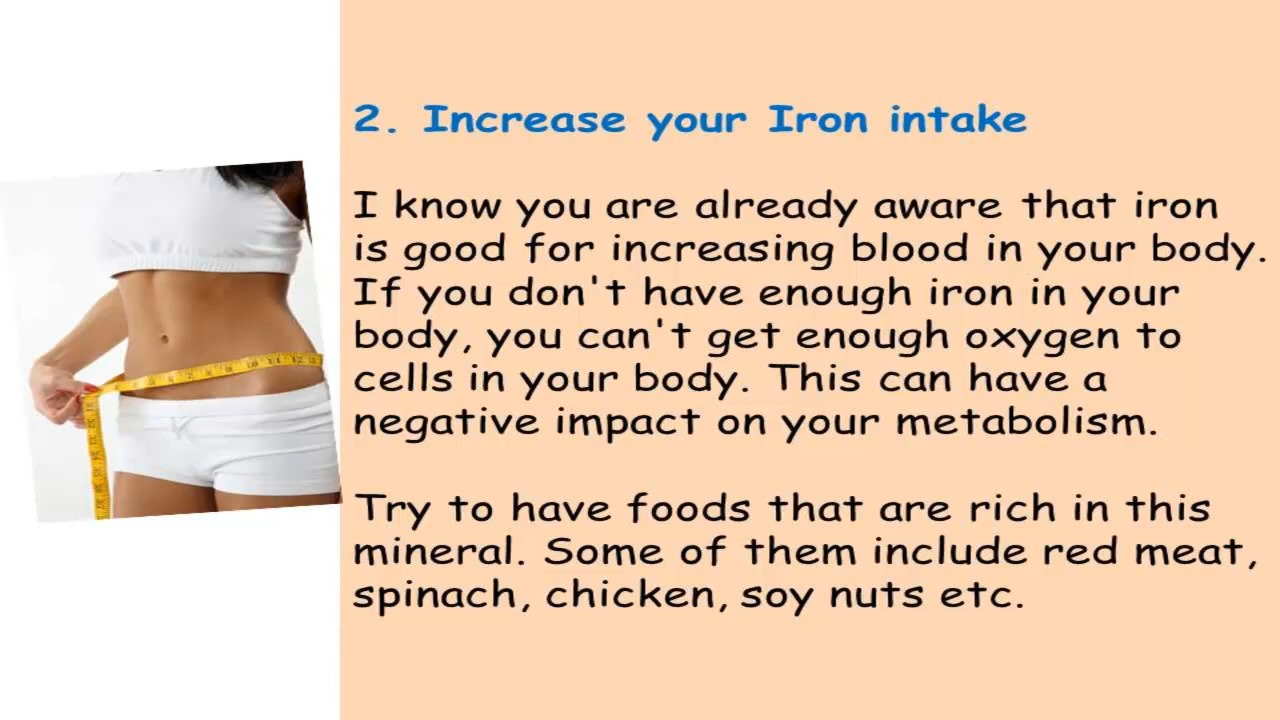 2. Increase your Iron intake
I know you are already aware that iron
is good for increasing blood in your body.
If you don't have enough iron in your
body, you can't get enough oxygen to
cells in your body. This can have a
negative impact on your metabolism.
Try to have foods that are rich in this
mineral. Some of them include red meat,
spinach, chicken, soy nuts etc.